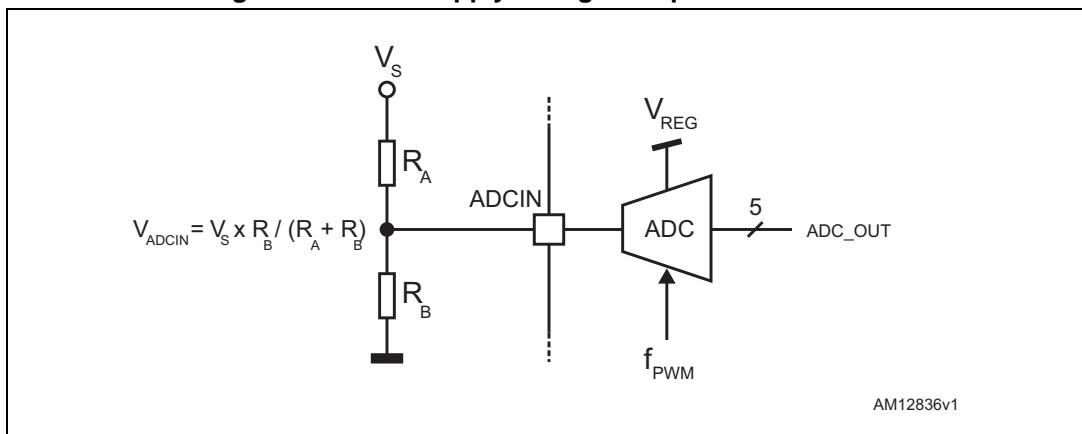 V_S
R_A
V_REG
ADCIN
V_ADCIN = V_S x R_B / (R_A + R_B)
ADC
5
ADC_OUT
R_B
f_PWM
AM12836v1